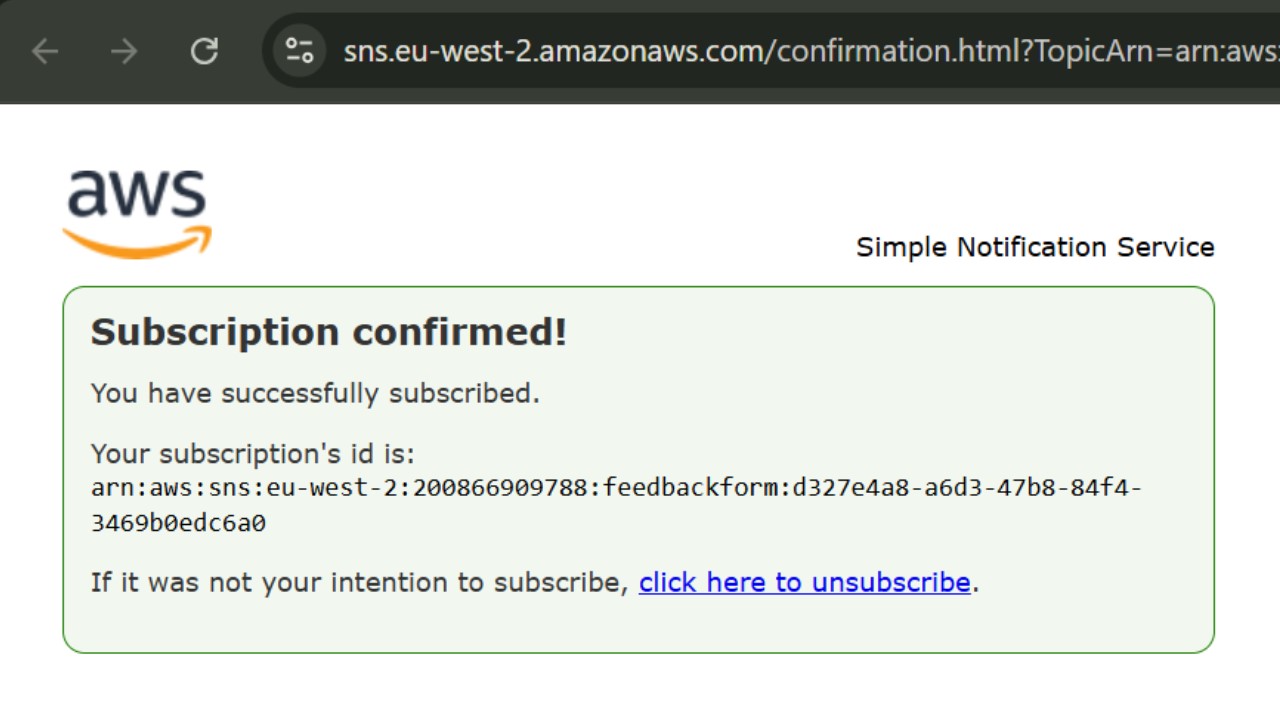 sns.eu-west-2.amazonaws.com/confirmation.html?TopicArn=arn:aws:
aws
Simple Notification Service
Subscription confirmed!
You have successfully subscribed.
Your subscription's id is:
arn:aws:sns:eu-west-2:200866909788:feedbackform:d327e4a8-a6d3-47b8-84f4-
3469b0edc6a0
If it was not your intention to subscribe, click here to unsubscribe.